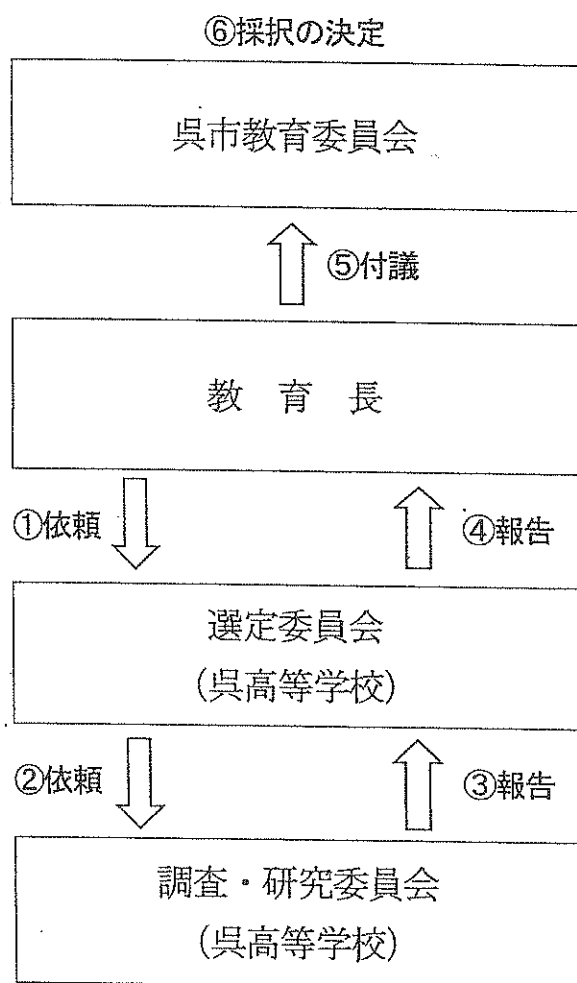 ⑥採択の決定
呉市教育委員会
⑤付議
教 育 長
①依頼
④報告
選定委員会
(呉高等学校)
②依頼
③報告
調査・研究委員会
(呉高等学校)